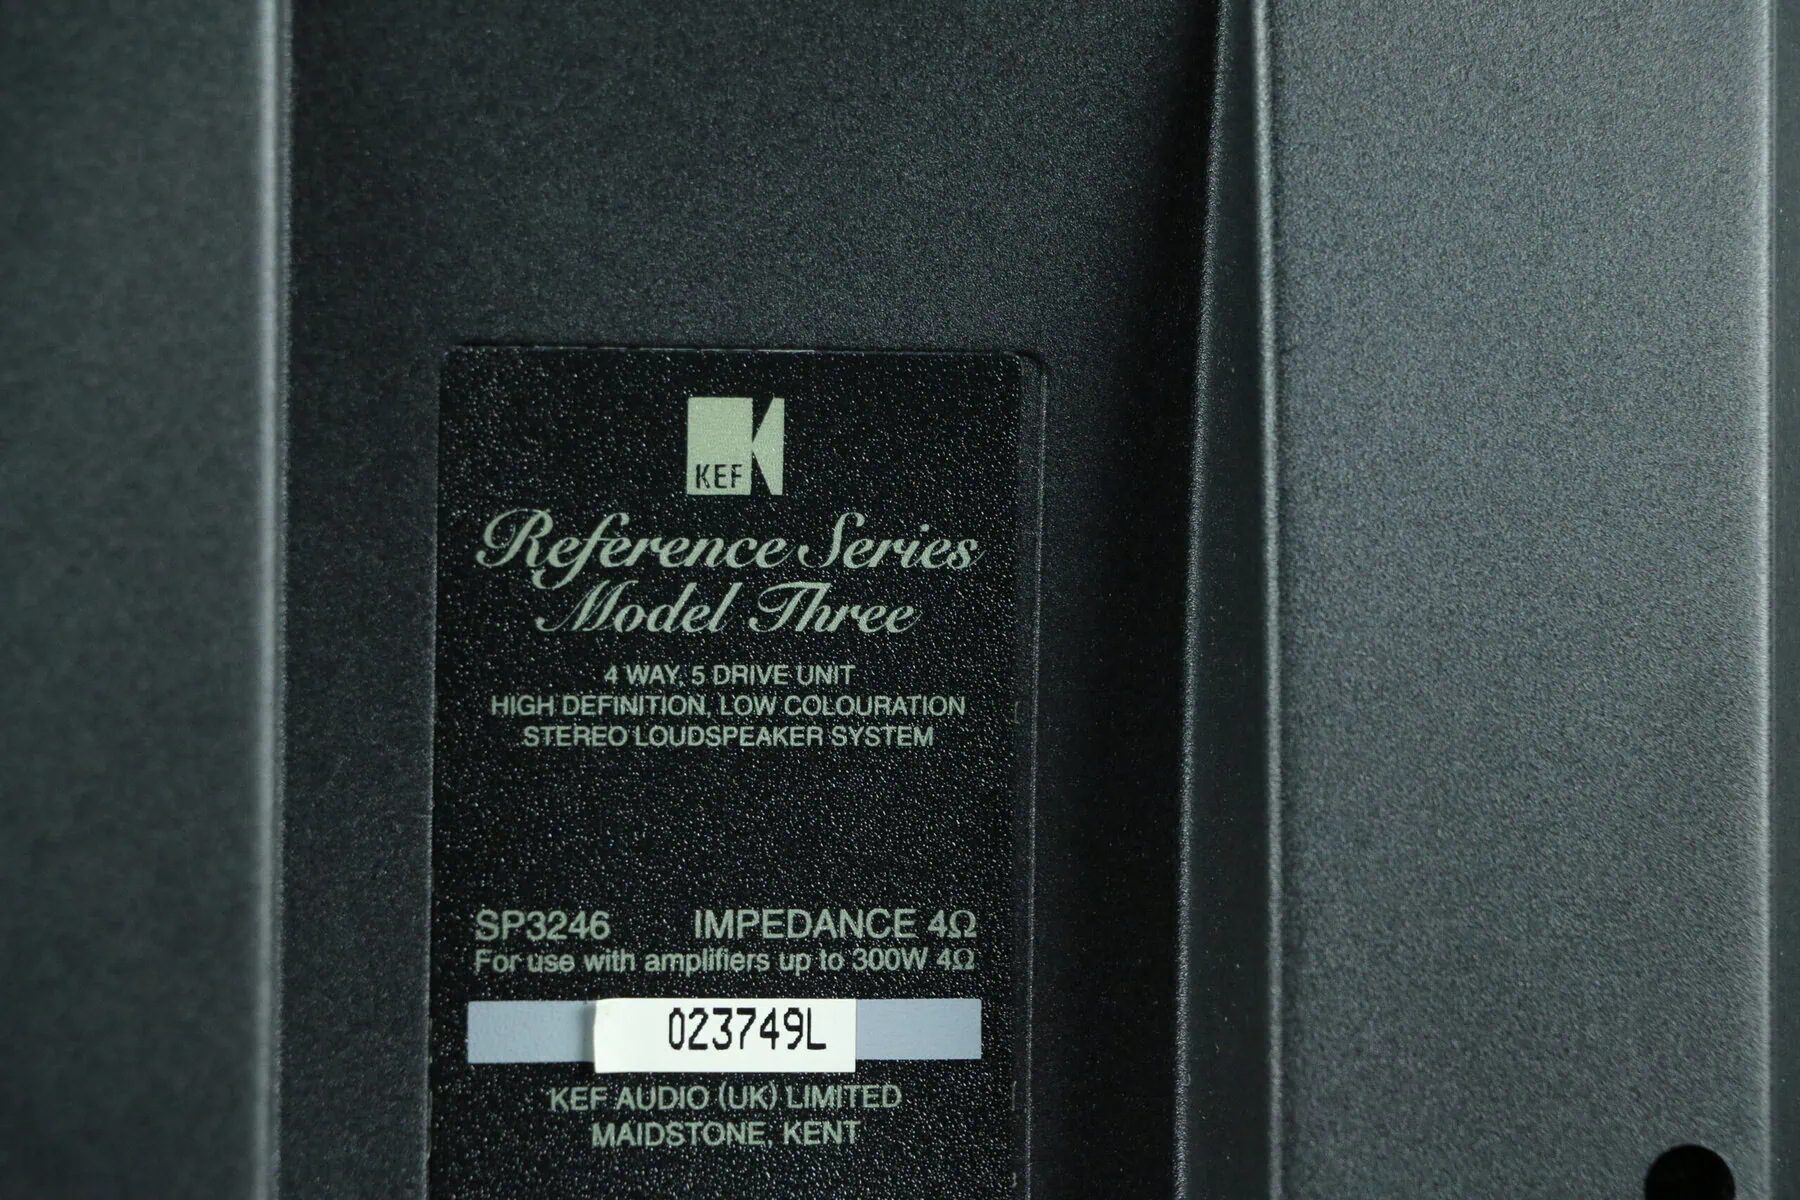 KEF
Reference Series
Model Three
4 WAY, 5 DRIVE UNIT
HIGH DEFINITION, LOW COLOURATION
STEREO LOUDSPEAKER SYSTEM
SP3246 IMPEDANCE 4Ω
For use with amplifiers up to 300W 4Ω
023749L
KEF AUDIO (UK) LIMITED
MAIDSTONE, KENT